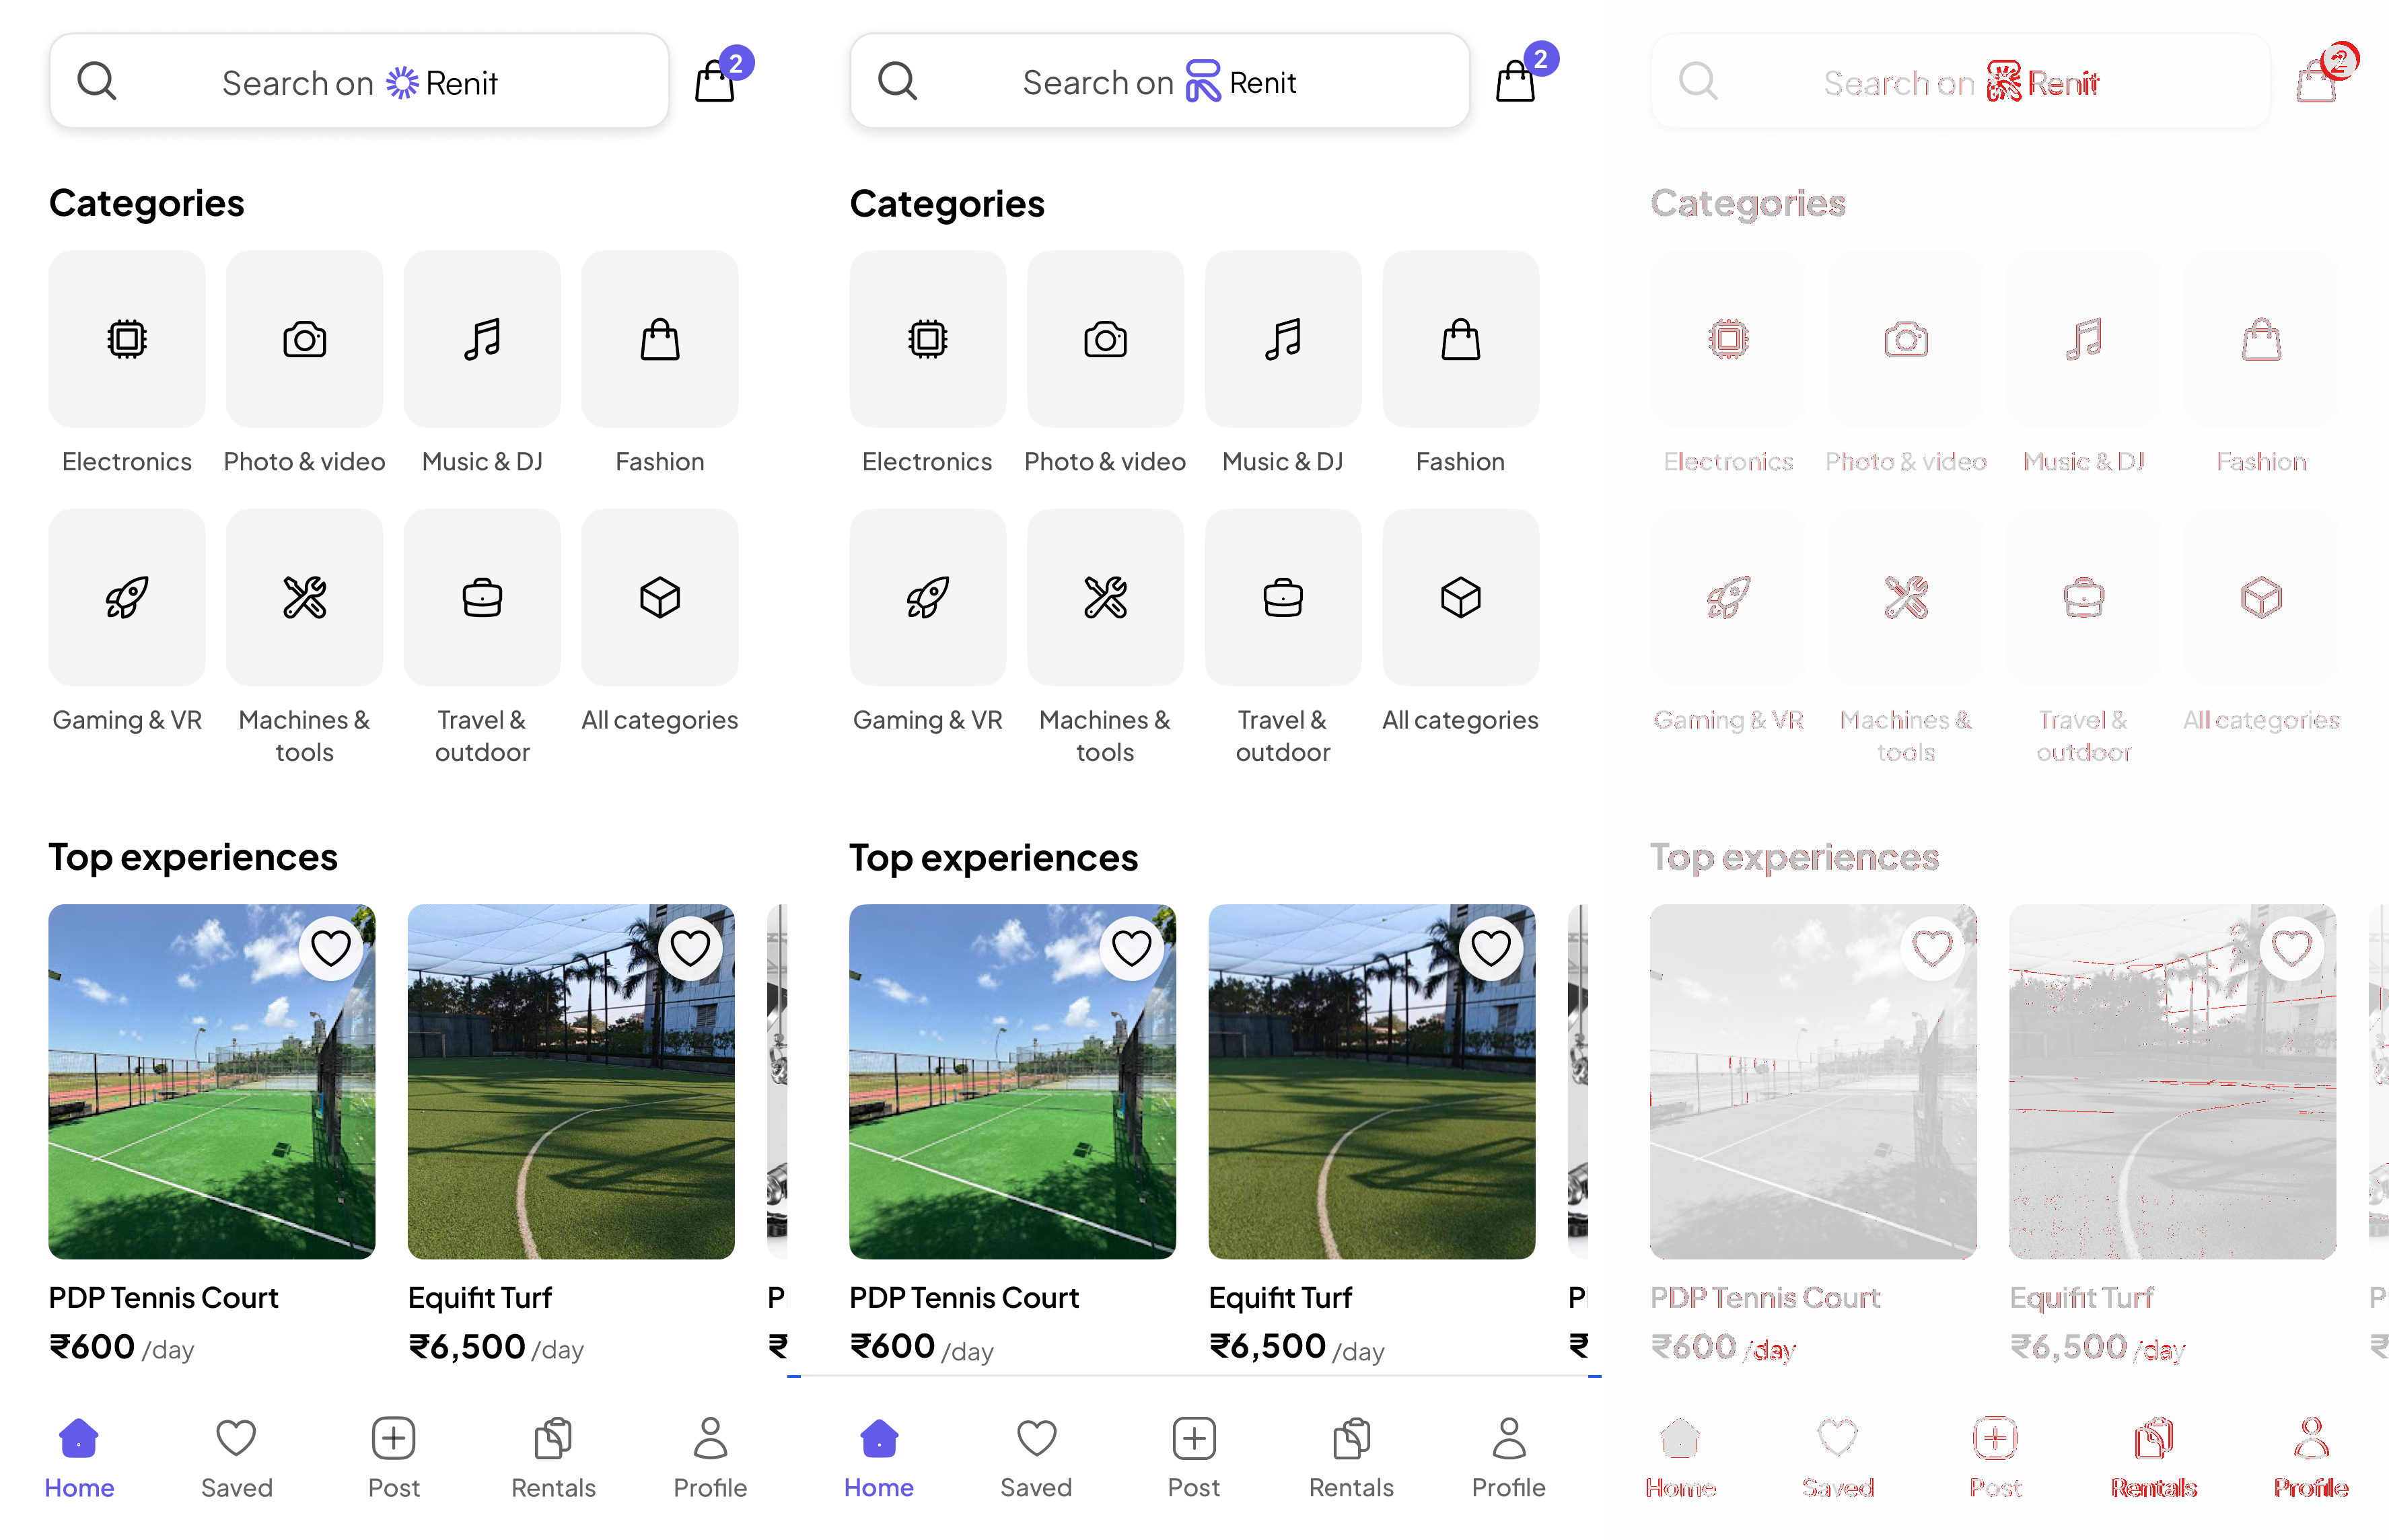 Search on Renit 2
Categories
Electronics Photo & video Music & DJ Fashion
Gaming & VR Machines & tools Travel & outdoor All categories
Top experiences
PDP Tennis Court Equifit Turf P
₹600 /day ₹6,500 /day ₹
Home Saved Post Rentals Profile
Search on Renit 2
Categories
Electronics Photo & video Music & DJ Fashion
Gaming & VR Machines & tools Travel & outdoor All categories
Top experiences
PDP Tennis Court Equifit Turf P
₹600 /day ₹6,500 /day ₹
Home Saved Post Rentals Profile
Search on Renit 2
Categories
Electronics Photo & video Music & DJ Fashion
Gaming & VR Machines & tools Travel & outdoor All categories
Top experiences
PDP Tennis Court Equifit Turf P
₹600 /day ₹6,500 /day ₹
Home Saved Post Rentals Profile